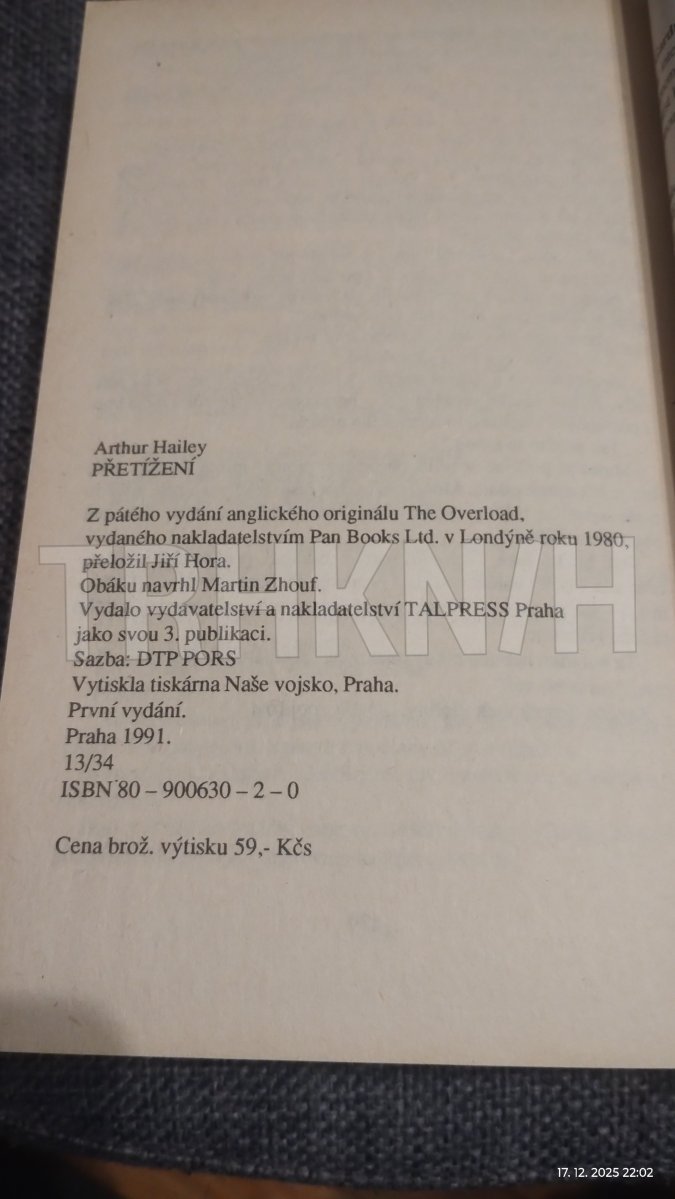 Arthur Hailey
PŘETÍŽENÍ
Z pátého vydání anglického originálu The Overload,
vydaného nakladatelstvím Pan Books Ltd. v Londýně roku 1980,
přeložil Jiří Hora.
Obáku navrhl Martin Zhouf.
Vydalo vydavatelství a nakladatelství TALPRESS Praha
jako svou 3. publikaci.
Sazba: DTP PORS
Vytiskla tiskárna Naše vojsko, Praha.
První vydání.
Praha 1991.
13/34
ISBN 80 – 900630 – 2 – 0
Cena brož. výtisku 59,- Kčs
TRHKNIH
17. 12. 2025 22:02